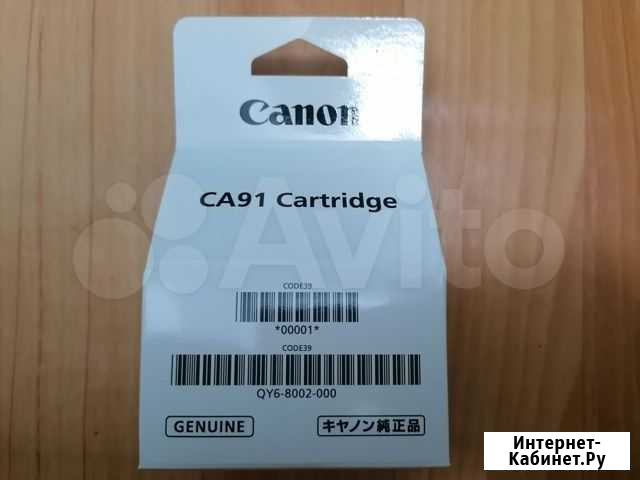 Canon
CA91 Cartridge
Avito
CODE39
*00001*
CODE39
QY6-8002-000
GENUINE
キヤノン純正品
Интернет-
Кабинет.Ру